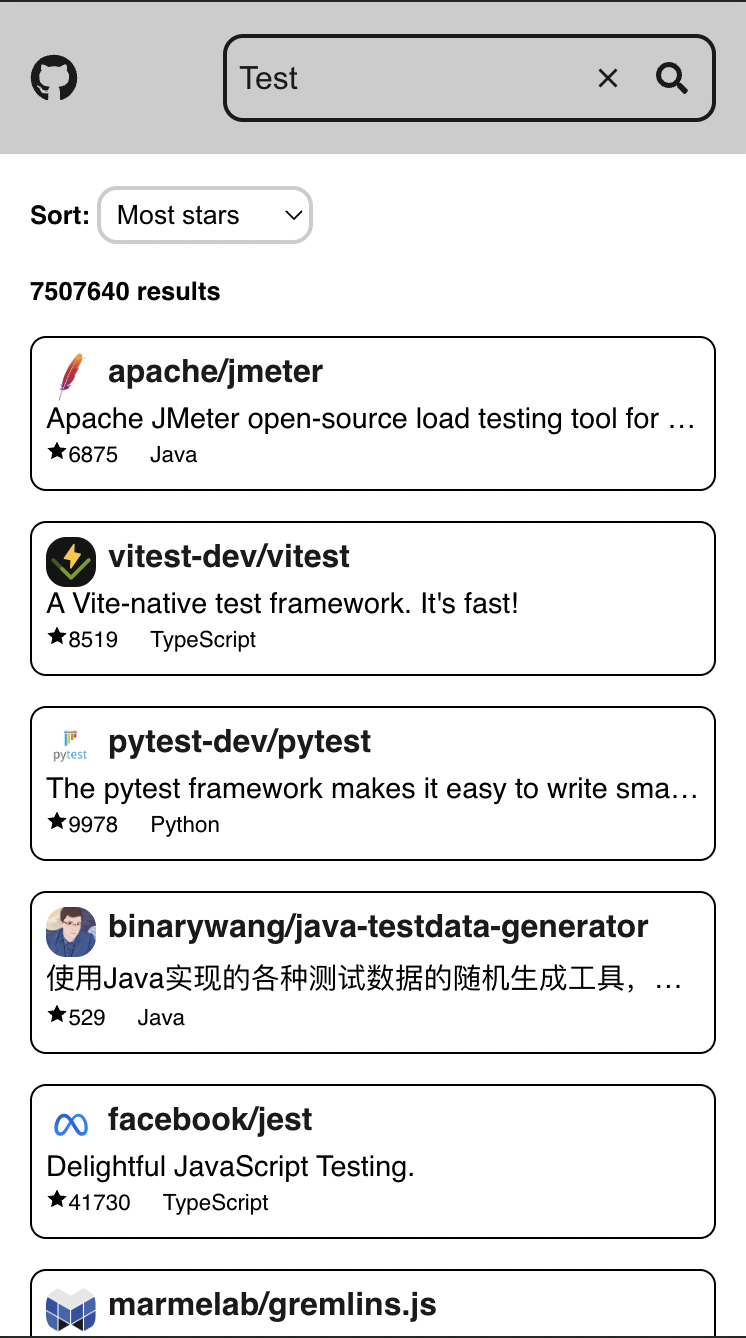 Test
Sort: Most stars
7507640 results
apache/jmeter
Apache JMeter open-source load testing tool for …
6875 Java
vitest-dev/vitest
A Vite-native test framework. It's fast!
8519 TypeScript
pytest
pytest-dev/pytest
The pytest framework makes it easy to write sma…
9978 Python
binarywang/java-testdata-generator
使用Java实现的各种测试数据的随机生成工具，…
529 Java
facebook/jest
Delightful JavaScript Testing.
41730 TypeScript
marmelab/gremlins.js